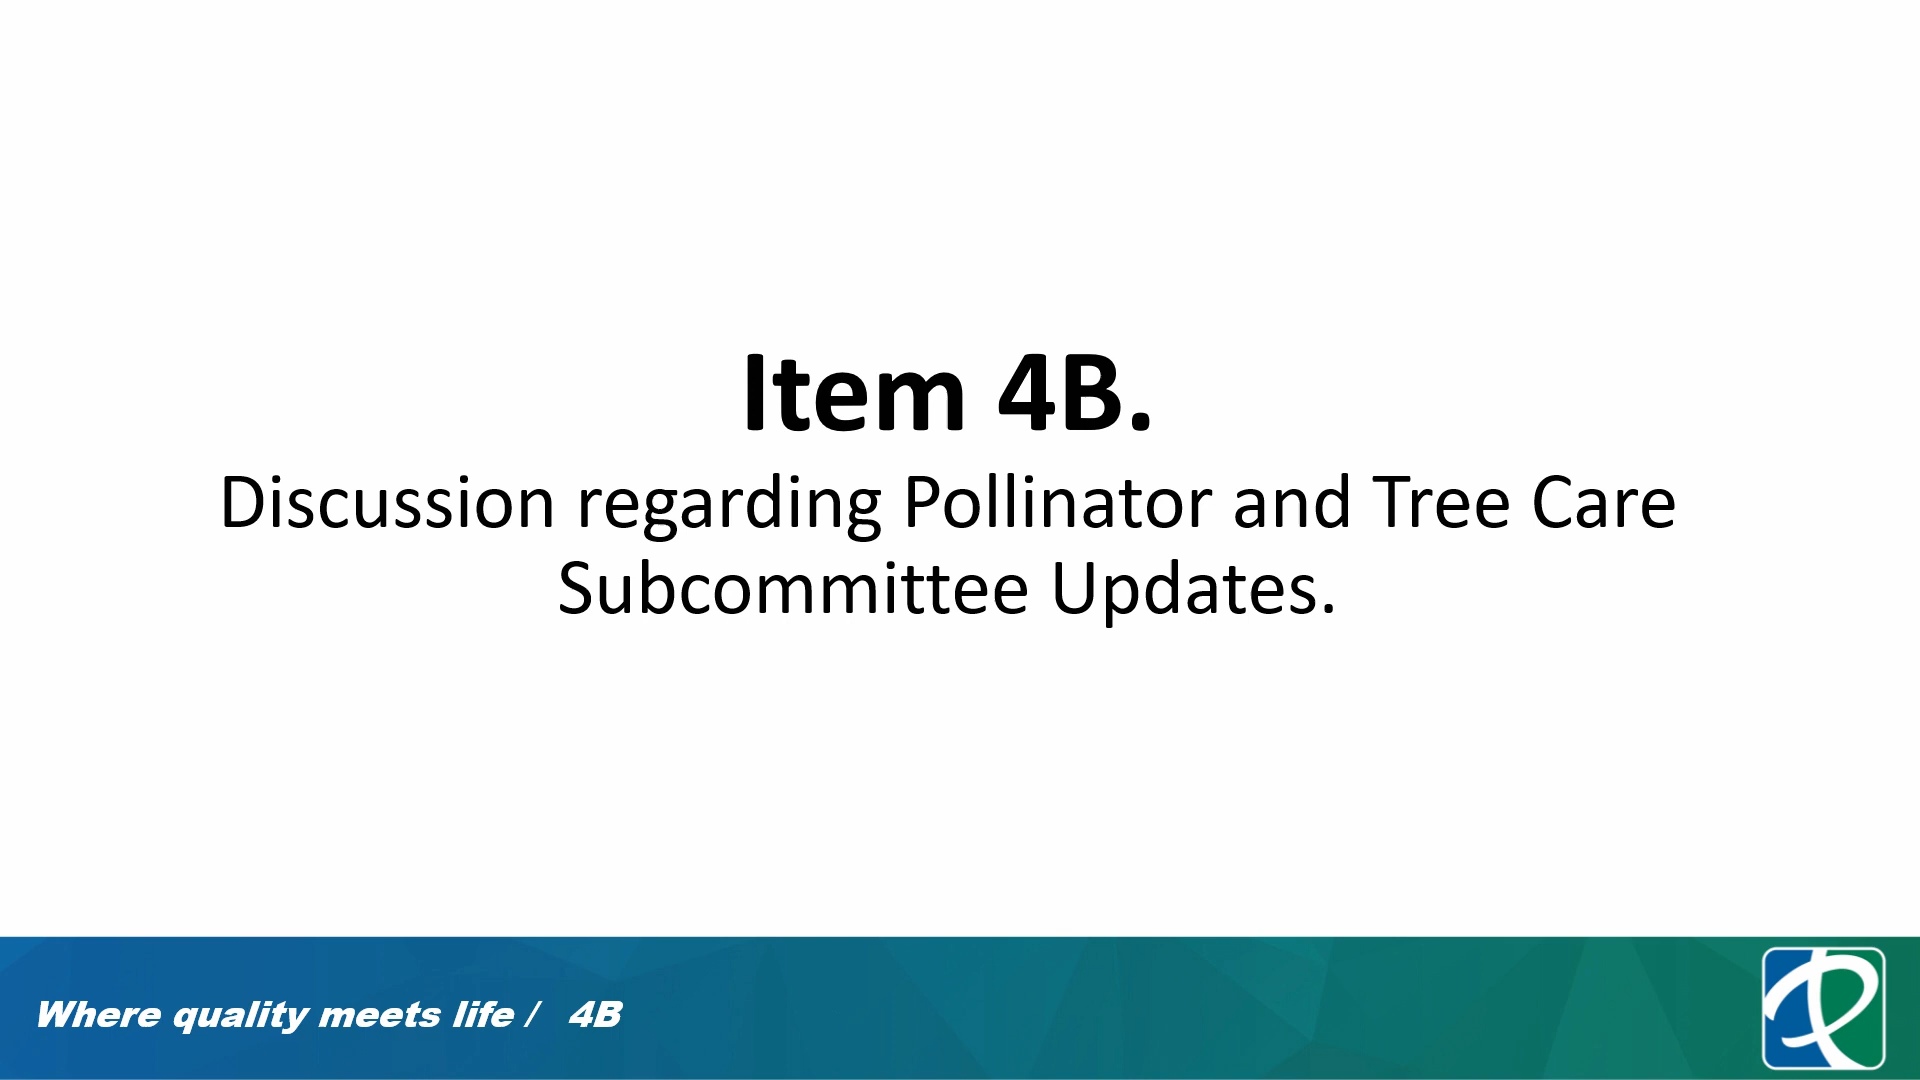 Item 4B.
Discussion regarding Pollinator and Tree Care
Subcommittee Updates.
Where quality meets life / 4B